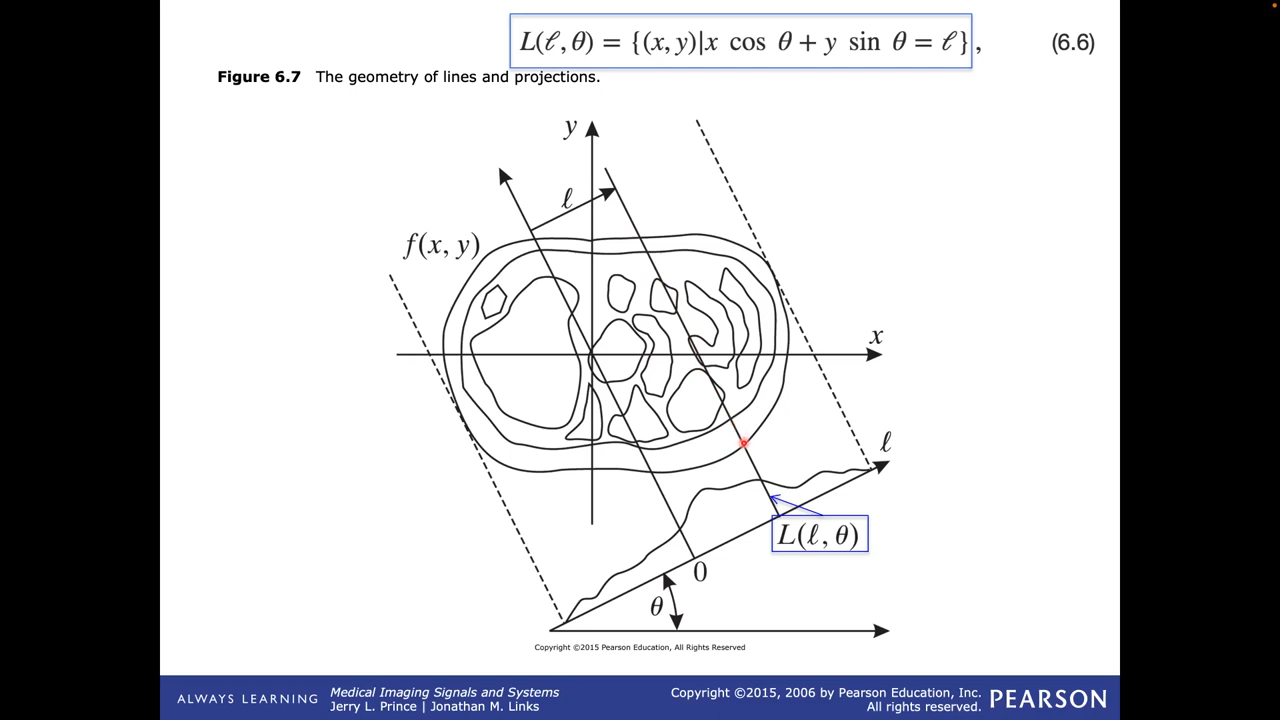 L(ℓ, θ) = {(x, y)|x cos θ + y sin θ = ℓ}, (6.6)
Figure 6.7 The geometry of lines and projections.
y
ℓ
f(x, y)
x
ℓ
L(ℓ, θ)
0
θ
Copyright ©2015 Pearson Education, All Rights Reserved
ALWAYS LEARNING
Medical Imaging Signals and Systems
Jerry L. Prince | Jonathan M. Links
Copyright ©2015, 2006 by Pearson Education, Inc.
All rights reserved.
PEARSON